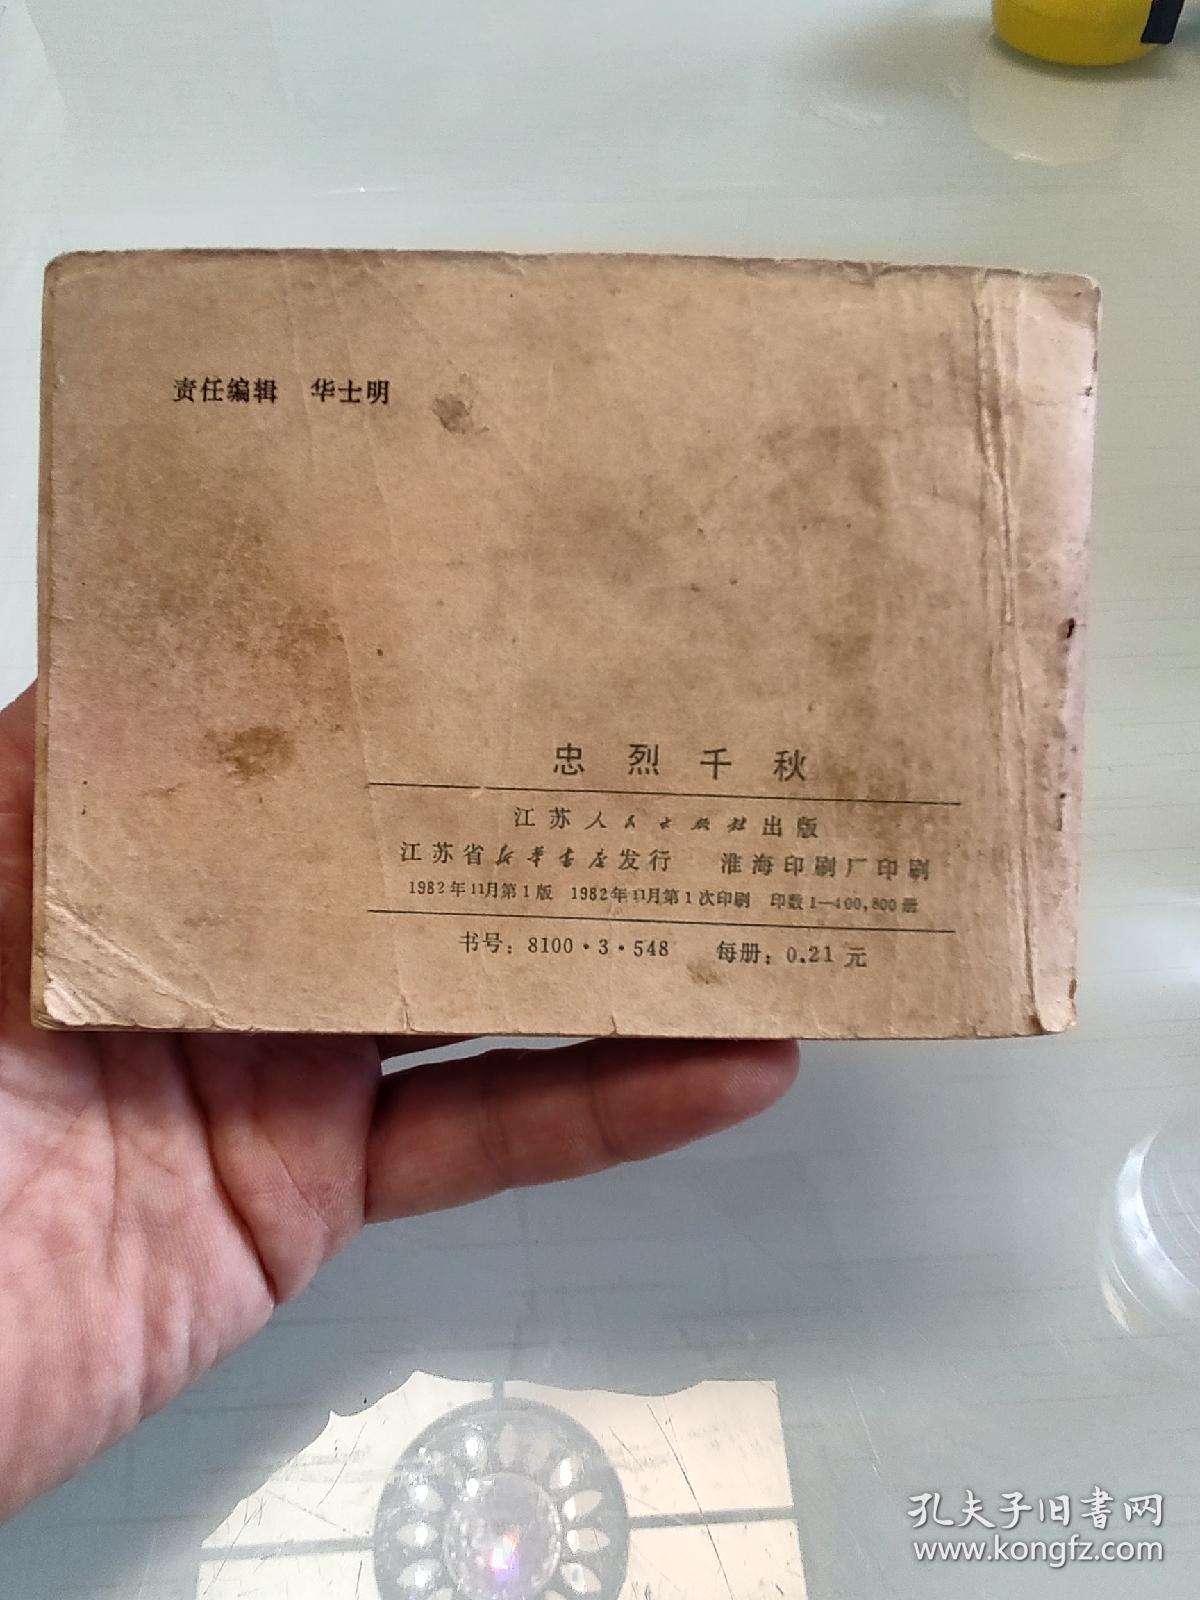 责任编辑 华士明
忠烈千秋
江苏人民出版社出版
江苏省新华书店发行 淮海印刷厂印刷
1982年11月第1版 1982年11月第1次印刷 印数1—400,800册
书号：8100·3·548 每册：0.21元
孔夫子旧书网
www.kongfz.com